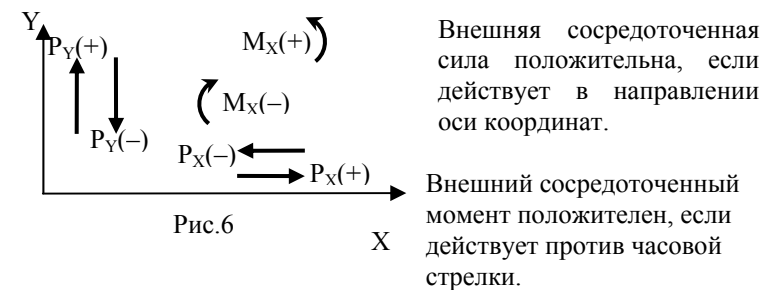 Y
P_Y(+)
M_X(+)
M_X(–)
P_Y(–)
P_X(–)
P_X(+)
Рис.6
X
Внешняя сосредоточенная
сила положительна, если
действует в направлении
оси координат.
Внешний сосредоточенный
момент положителен, если
действует против часовой
стрелки.